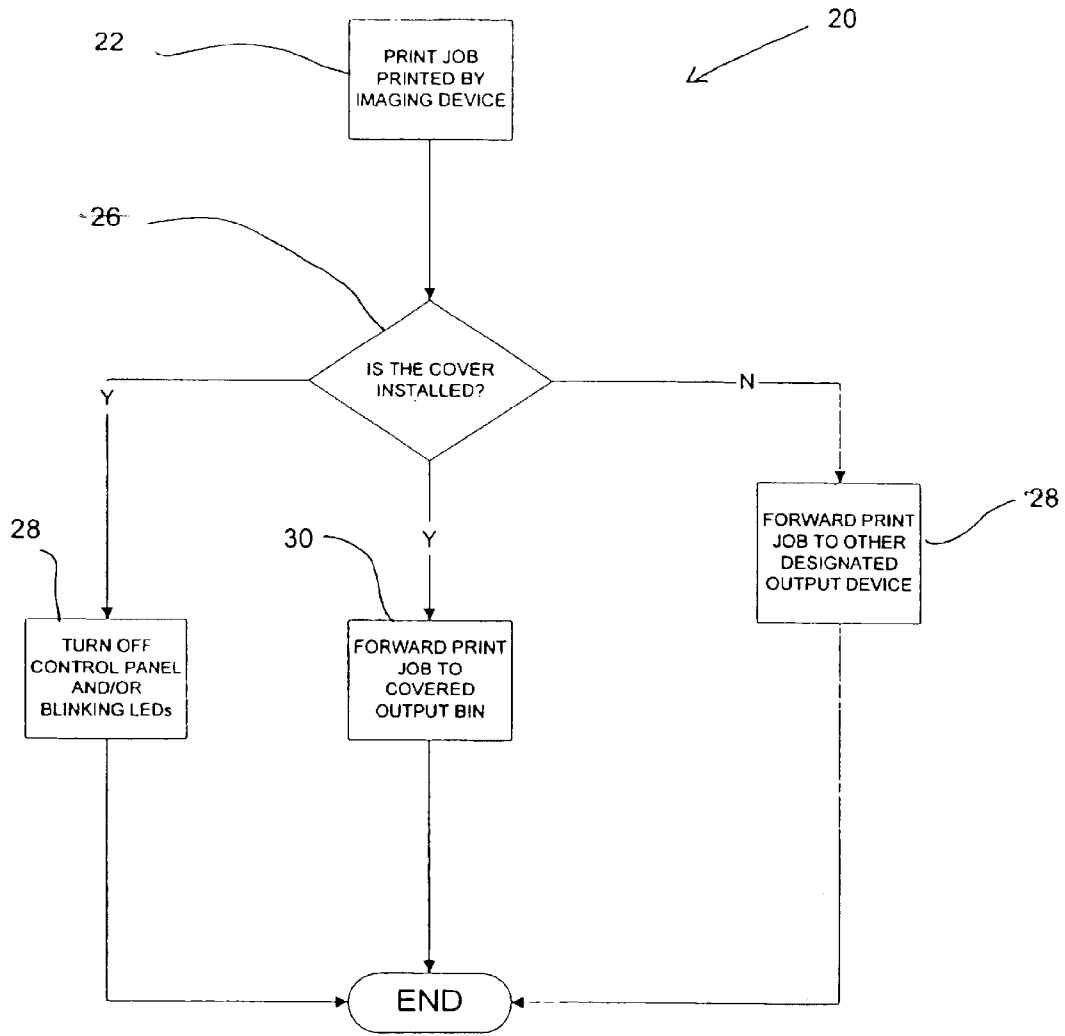 22
20
PRINT JOB
PRINTED BY
IMAGING DEVICE
26
IS THE COVER
INSTALLED?
Y
N
Y
28
TURN OFF
CONTROL PANEL
AND/OR
BLINKING LEDs
30
FORWARD PRINT
JOB TO
COVERED
OUTPUT BIN
28
FORWARD PRINT
JOB TO OTHER
DESIGNATED
OUTPUT DEVICE
END